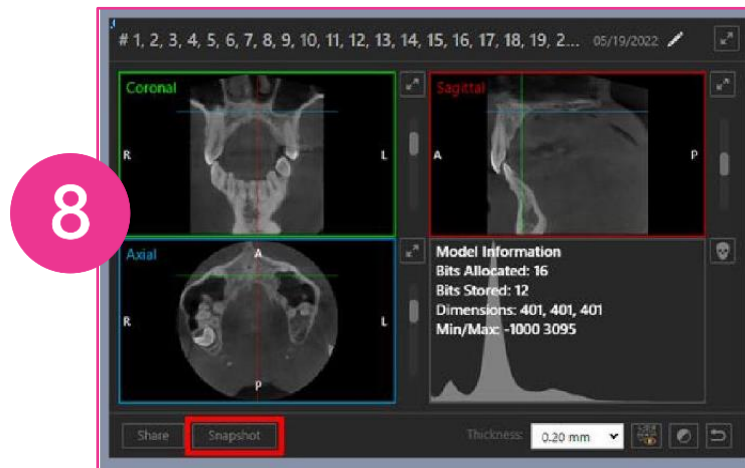 8
# 1, 2, 3, 4, 5, 6, 7, 8, 9, 10, 11, 12, 13, 14, 15, 16, 17, 18, 19, 2... 05/19/2022
Coronal
R
L
Sagittal
A
P
Axial
A
R
L
P
Model Information
Bits Allocated: 16
Bits Stored: 12
Dimensions: 401, 401, 401
Min/Max: -1000 3095
Share Snapshot Thickness: 0.20 mm